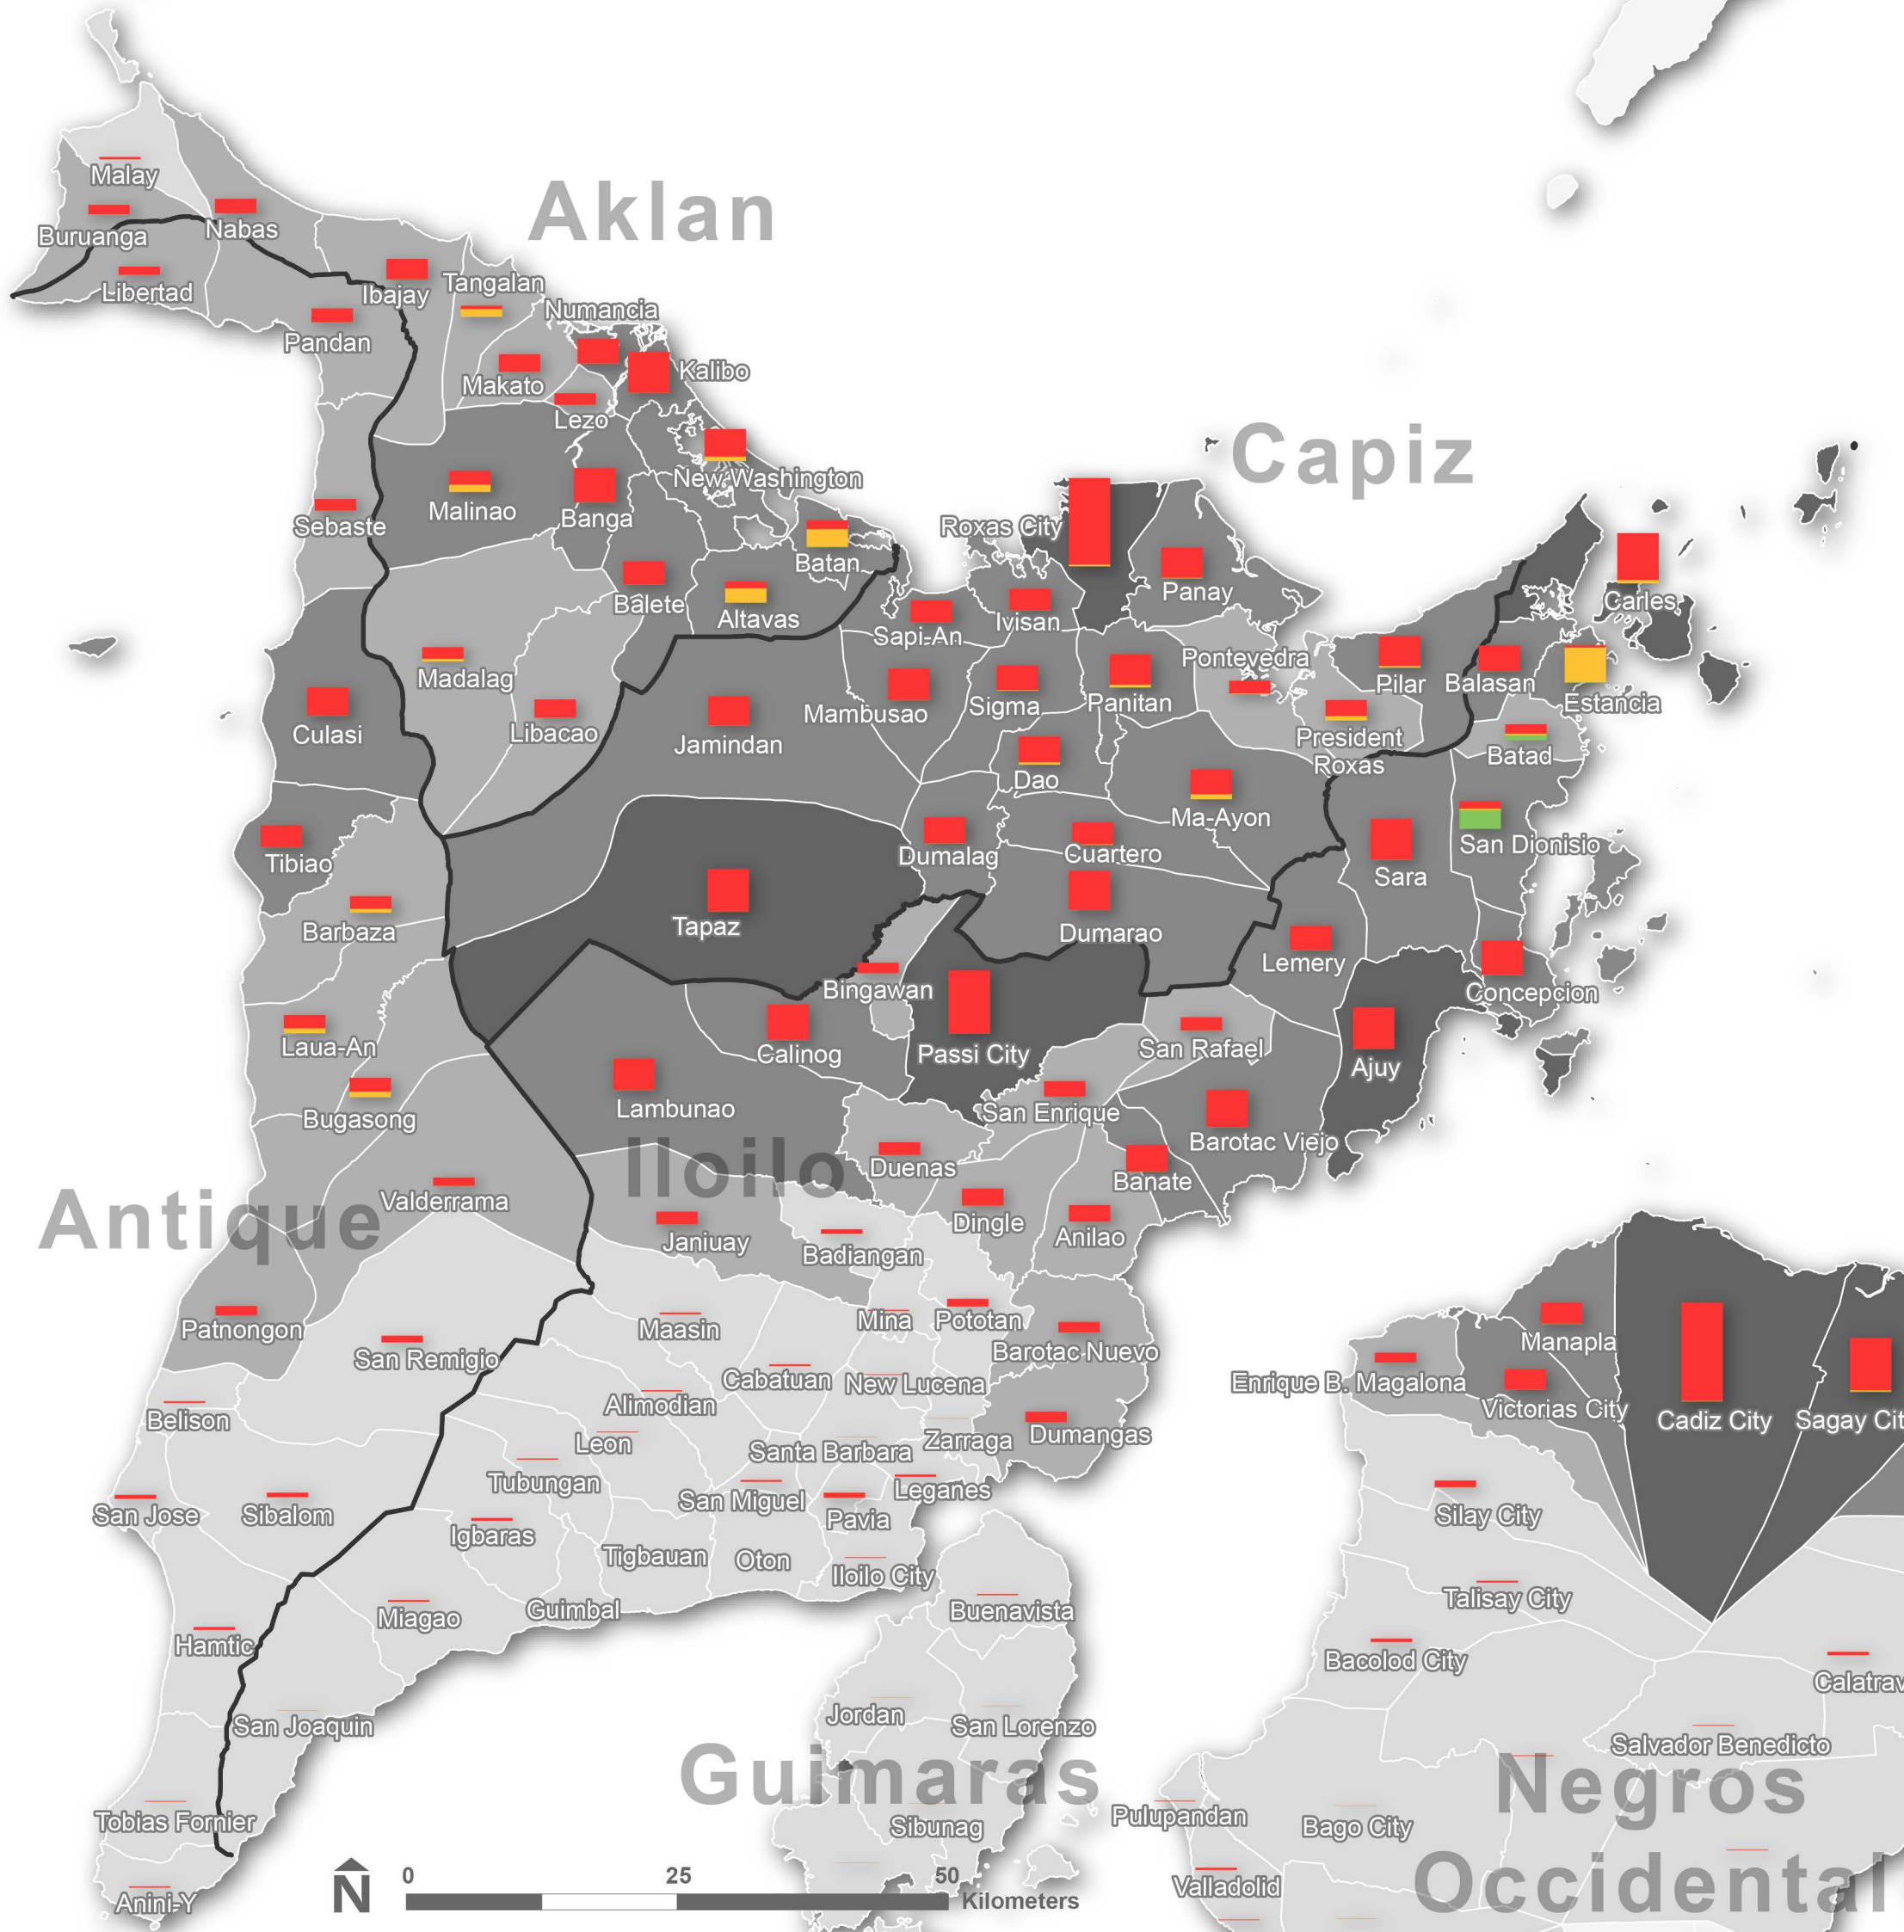 Malay
Aklan
Buruanga
Nabas
Libertad
Ibajay
Tangalan
Numancia
Pandan
Makato
Kalibo
Lezo
Capiz
New Washington
Malinao
Banga
Sebaste
Roxas City
Batan
Panay
Carles
Balete
Altavas
Sapi-An
Ivisan
Pontevedra
Madalag
Pilar
Balasan
Estancia
Culasi
Libacao
Jamindan
Mambusao
Sigma
Panitan
President
Roxas
Batad
Dao
Ma-Ayon
San Dionisio
Tibiao
Dumalag
Cuartero
Sara
Barbaza
Tapaz
Dumarao
Lemery
Bingawan
Concepcion
Laua-An
Calinog
Passi City
San Rafael
Ajuy
Bugasong
Lambunao
San Enrique
Barotac Viejo
Iloilo
Duenas
Banate
Antique
Valderrama
Janiuay
Badiangan
Dingle
Anilao
Patnongon
San Remigio
Maasin
Mina
Pototan
Barotac Nuevo
Manapla
Belison
Alimodian
Cabatuan
New Lucena
Enrique B. Magalona
Victorias City
Cadiz City
Sagay Cit
Leon
Santa Barbara
Zarraga
Dumangas
Tubungan
San Miguel
Leganes
San Jose
Sibalom
Igbaras
Pavia
Silay City
Tigbauan
Oton
Iloilo City
Miagao
Guimbal
Buenavista
Talisay City
Hamtic
Bacolod City
Calatrav
San Joaquin
Jordan
San Lorenzo
Salvador Benedicto
Guimaras
Negros
Occidental
Tobias Fornier
Sibunag
Pulupandan
Bago City
Valladolid
Anini-Y
N
0 25 50
Kilometers